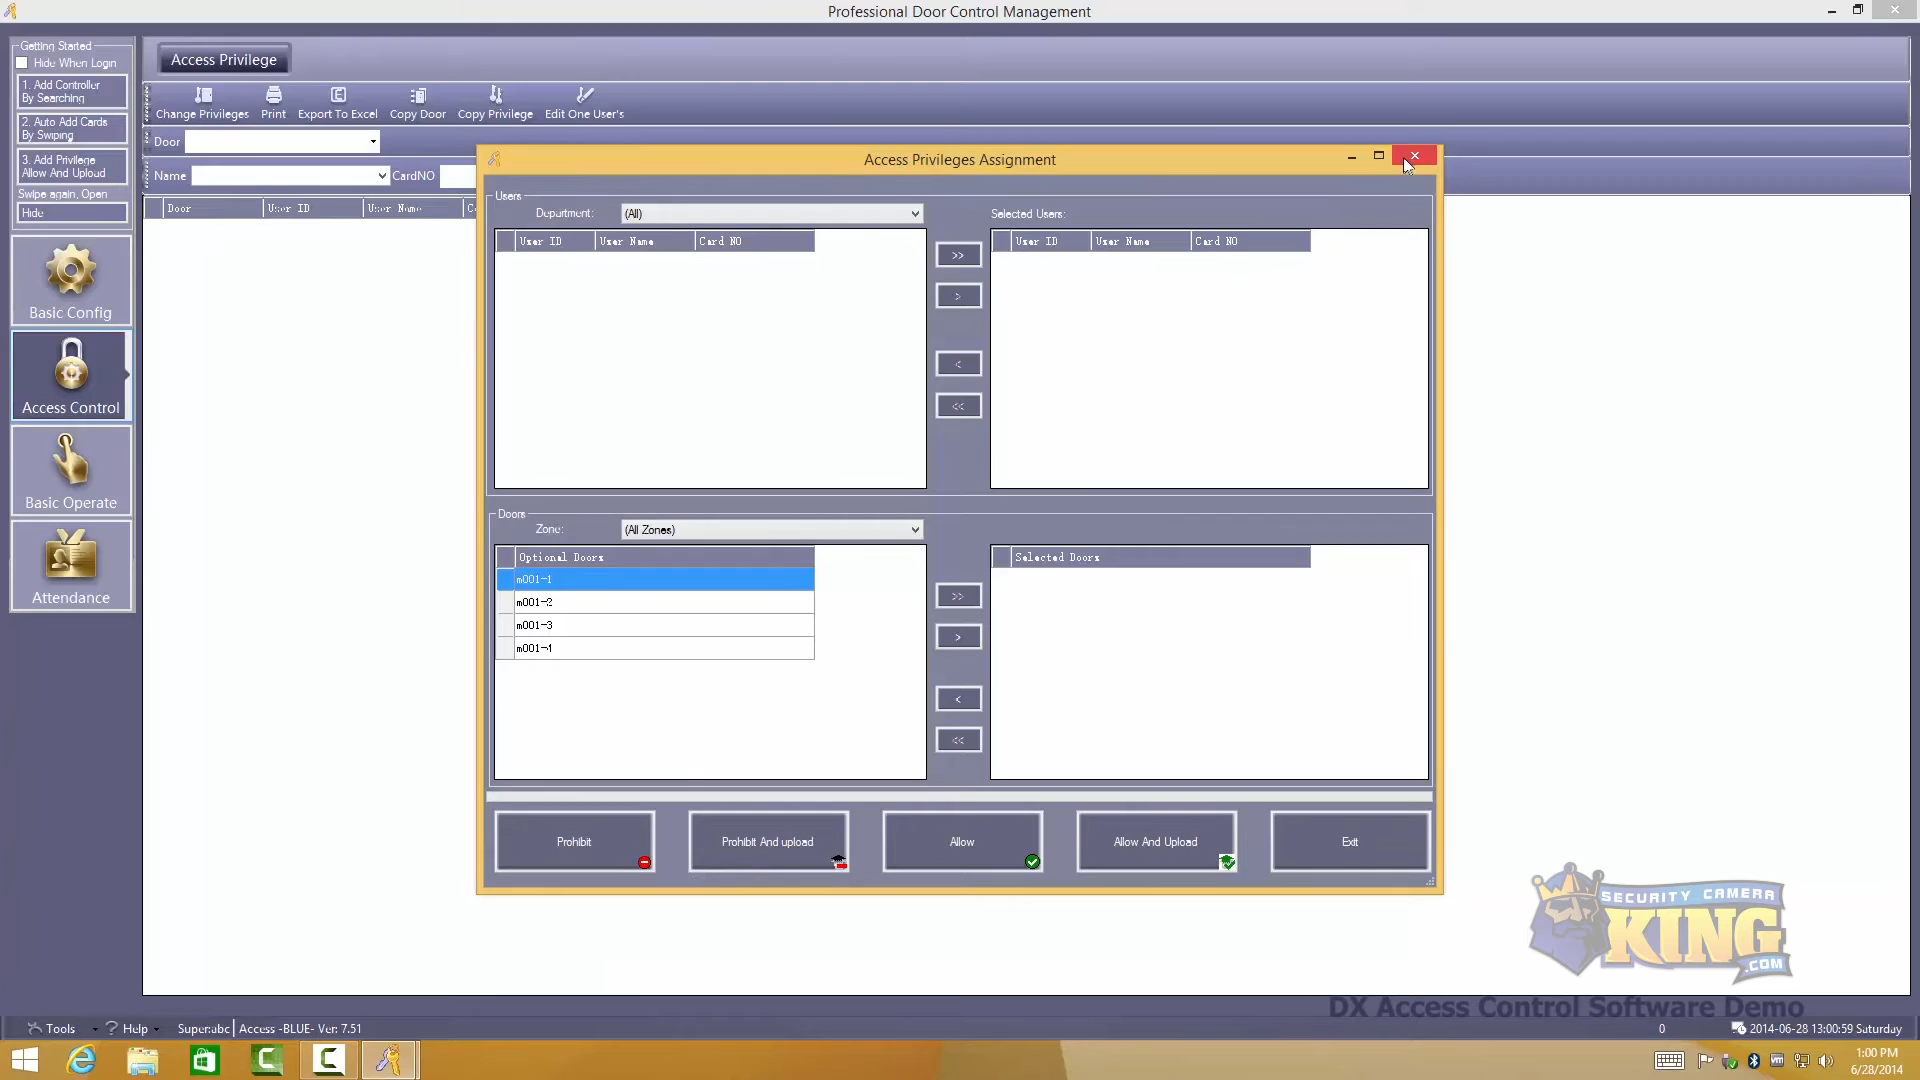 Professional Door Control Management
Getting Started
Hide When Login
1. Add Controller
By Searching
2. Auto Add Cards
By Swiping
3. Add Privilege
Allow And Upload
Swipe again, Open
Hide
Basic Config
Access Control
Basic Operate
Attendance
Access Privilege
Change Privileges Print Export To Excel Copy Door Copy Privilege Edit One User's
Door
Name CardNO
Door User ID User Name
Access Privileges Assignment
Users
Department: (All) Selected Users:
User ID User Name Card NO
User ID User Name Card NO
>> > < <<
Doors
Zone: (All Zones)
Optional Doors
m001-1
m001-2
m001-3
m001-4
Selected Doors
>> > < <<
Prohibit
Prohibit And upload
Allow
Allow And Upload
Exit
SECURITY CAMERA
KING
.COM
DX Access Control Software Demo
Tools Help Super:abc Access -BLUE- Ver: 7.51
0 2014-06-28 13:00:59 Saturday
1:00 PM
6/28/2014